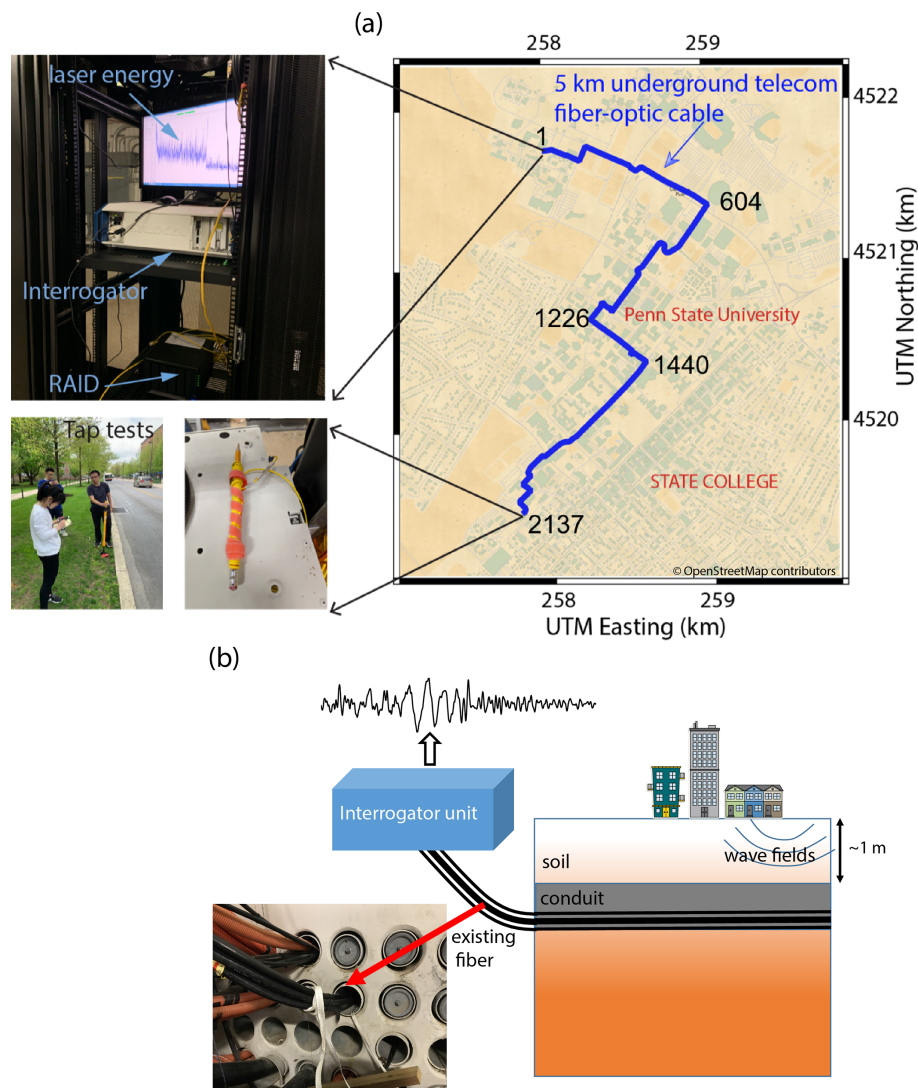 (a)
laser energy
Interrogator
RAID
Tap tests
258
259
5 km underground telecom
fiber-optic cable
1
604
1226
Penn State University
1440
STATE COLLEGE
2137
© OpenStreetMap contributors
4522
4521
4520
UTM Northing (km)
258
259
UTM Easting (km)
(b)
Interrogator unit
soil
wave fields
~1 m
conduit
existing
fiber